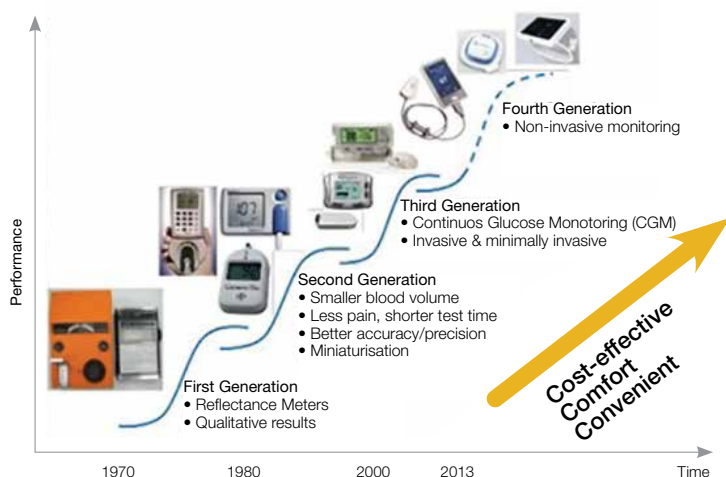 Performance
Fourth Generation
• Non-invasive monitoring
Third Generation
• Continuos Glucose Monotoring (CGM)
• Invasive & minimally invasive
Second Generation
• Smaller blood volume
• Less pain, shorter test time
• Better accuracy/precision
• Miniaturisation
First Generation
• Reflectance Meters
• Qualitative results
Cost-effective
Comfort
Convenient
107
1970
1980
2000
2013
Time